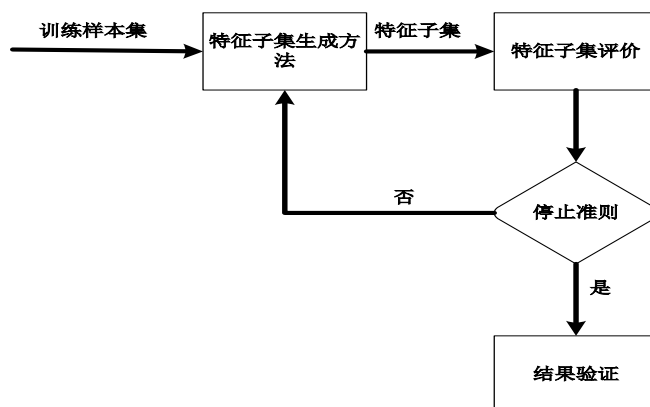 训练样本集
特征子集生成方
法
特征子集
特征子集评价
停止准则
否
是
结果验证